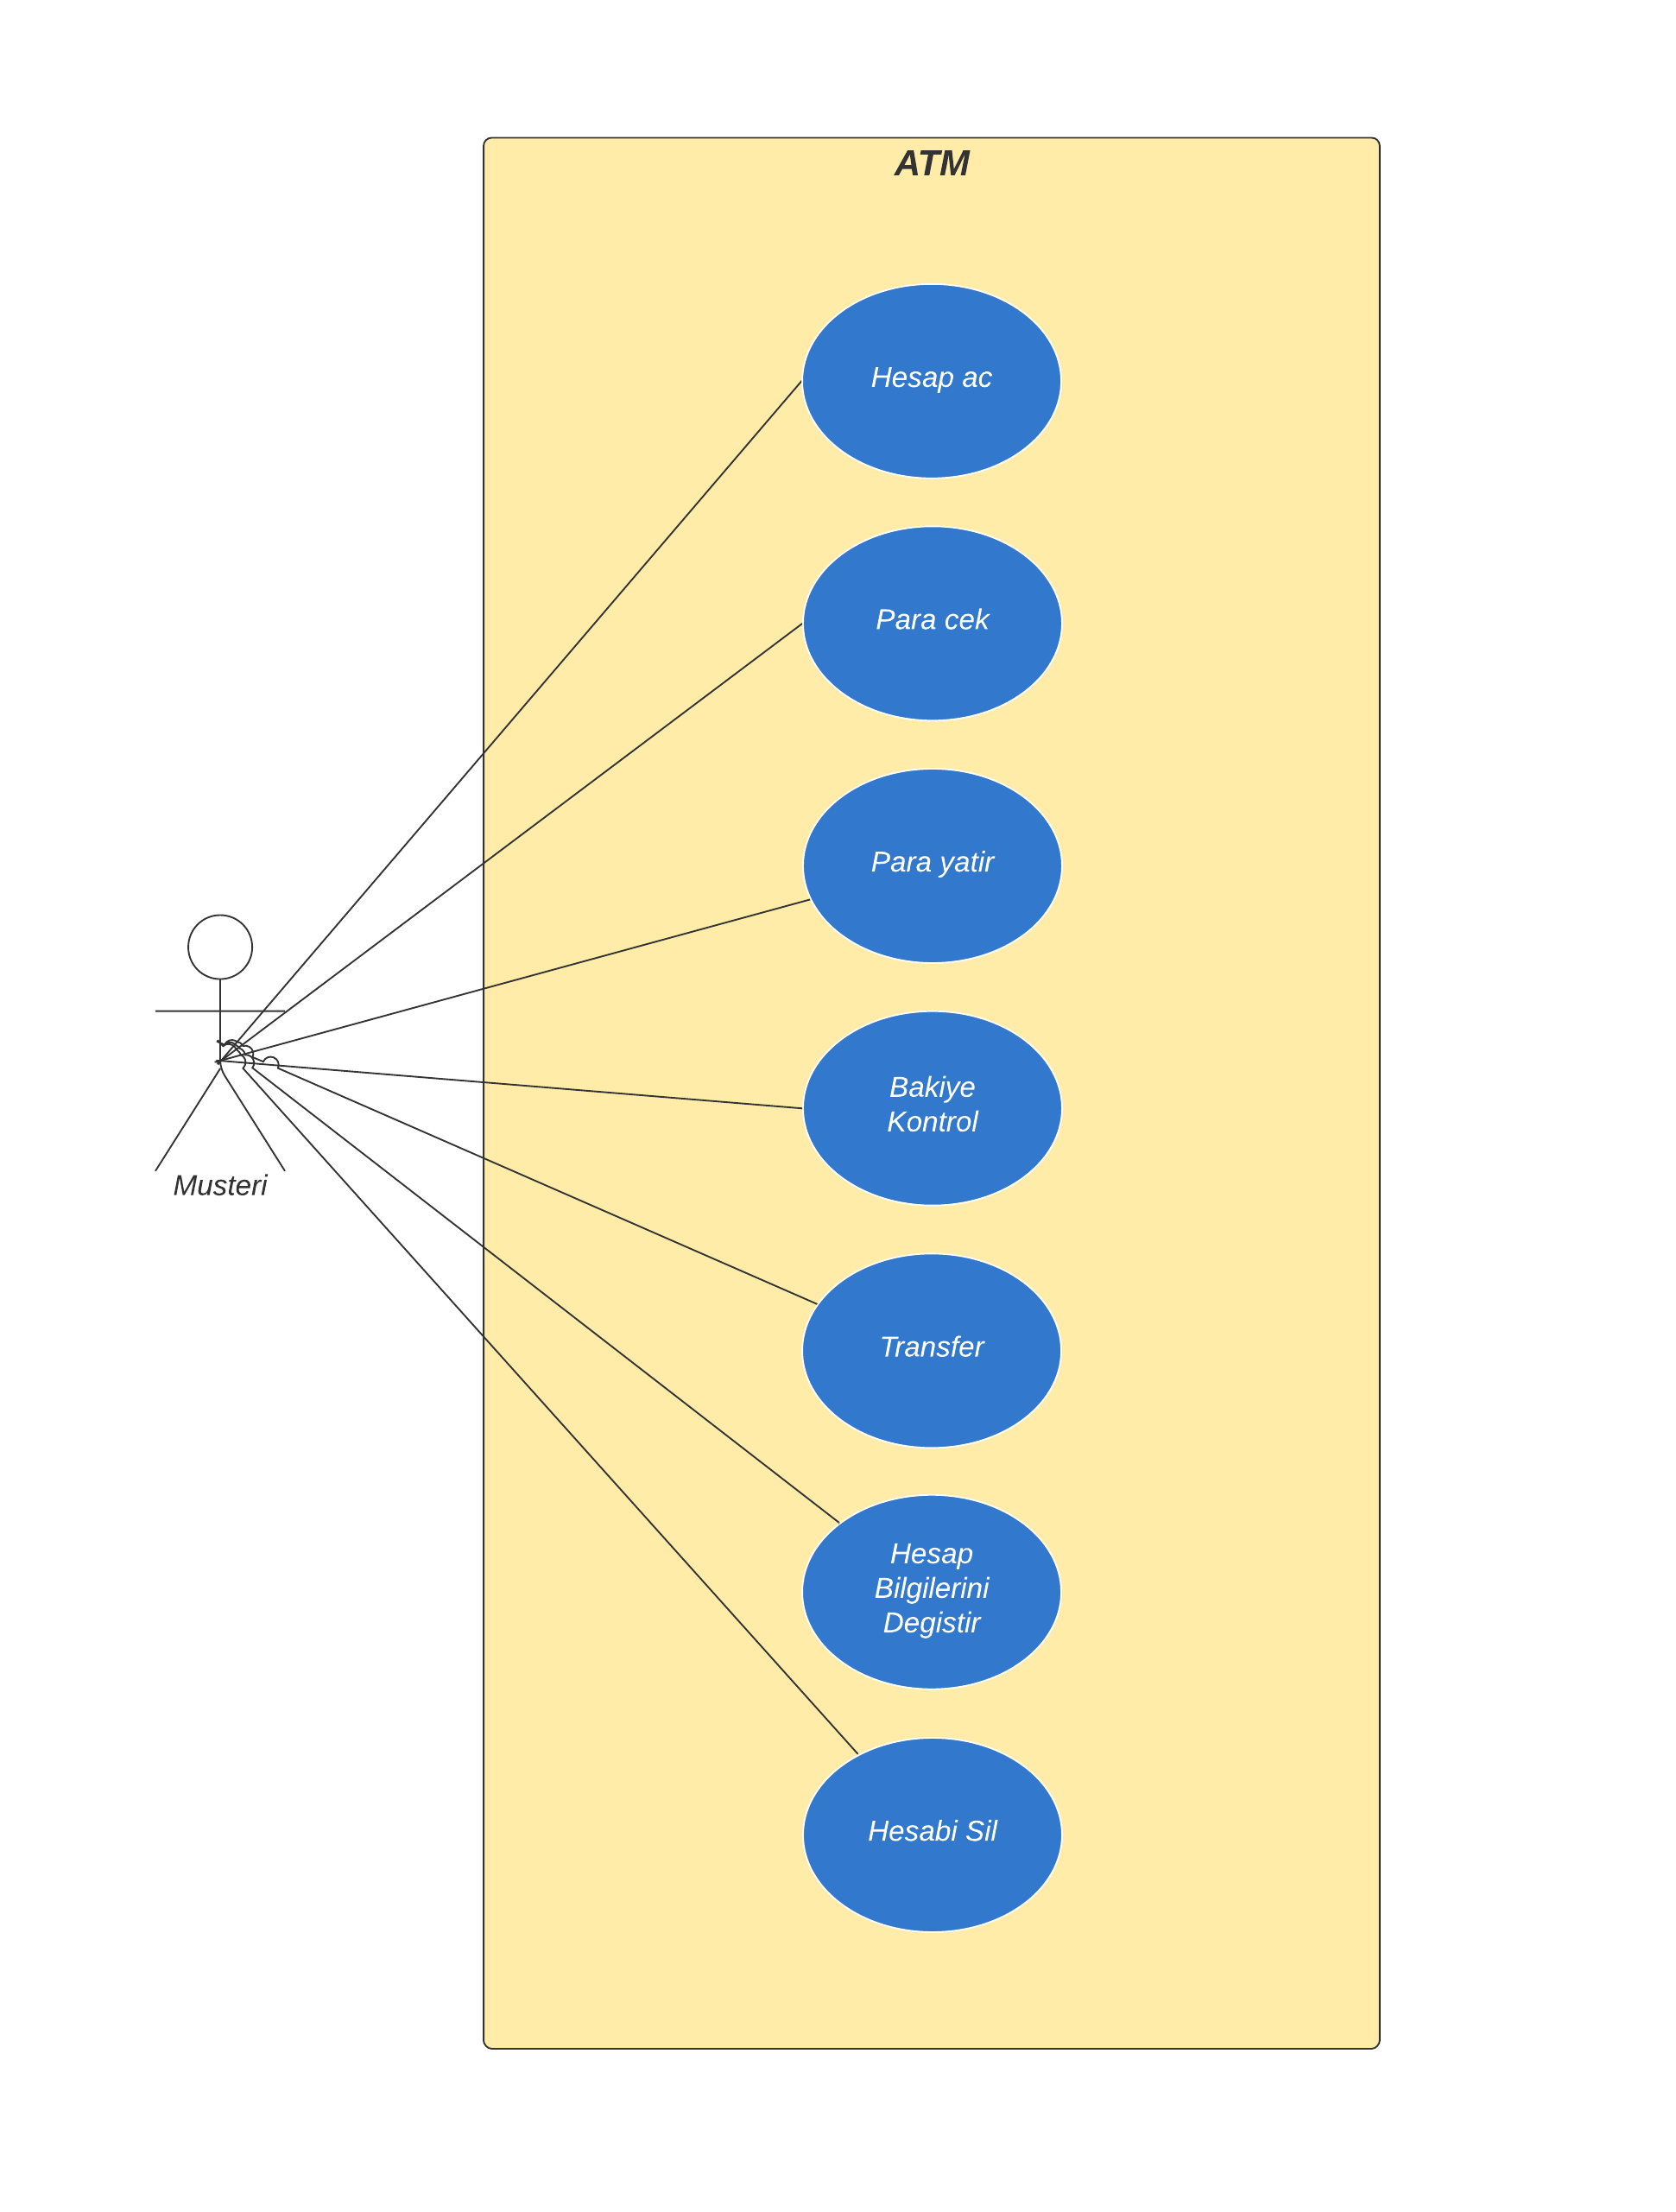 ATM
Hesap ac
Para cek
Para yatir
Musteri
Bakiye
Kontrol
Transfer
Hesap
Bilgilerini
Degistir
Hesabi Sil